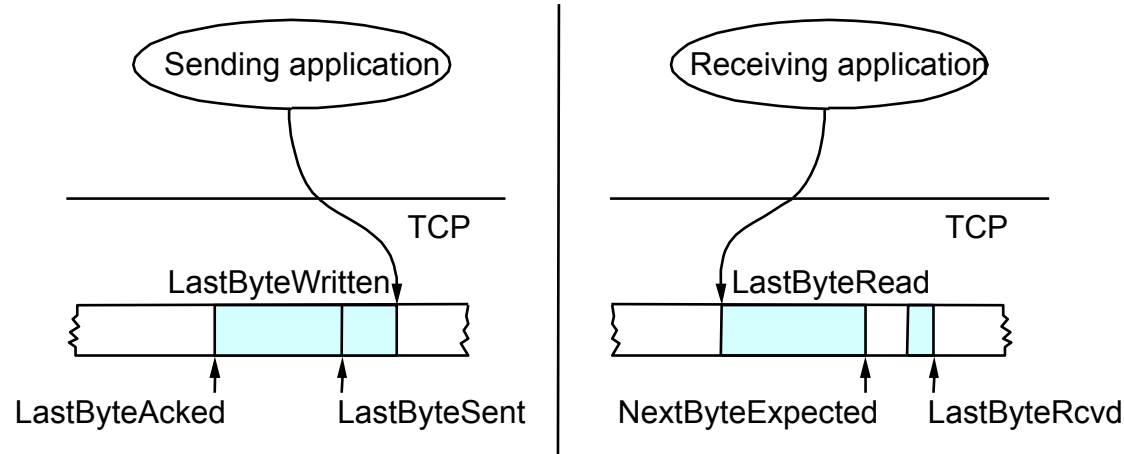 Sending application
Receiving application
TCP
TCP
LastByteWritten
LastByteRead
LastByteAcked
LastByteSent
NextByteExpected
LastByteRcvd